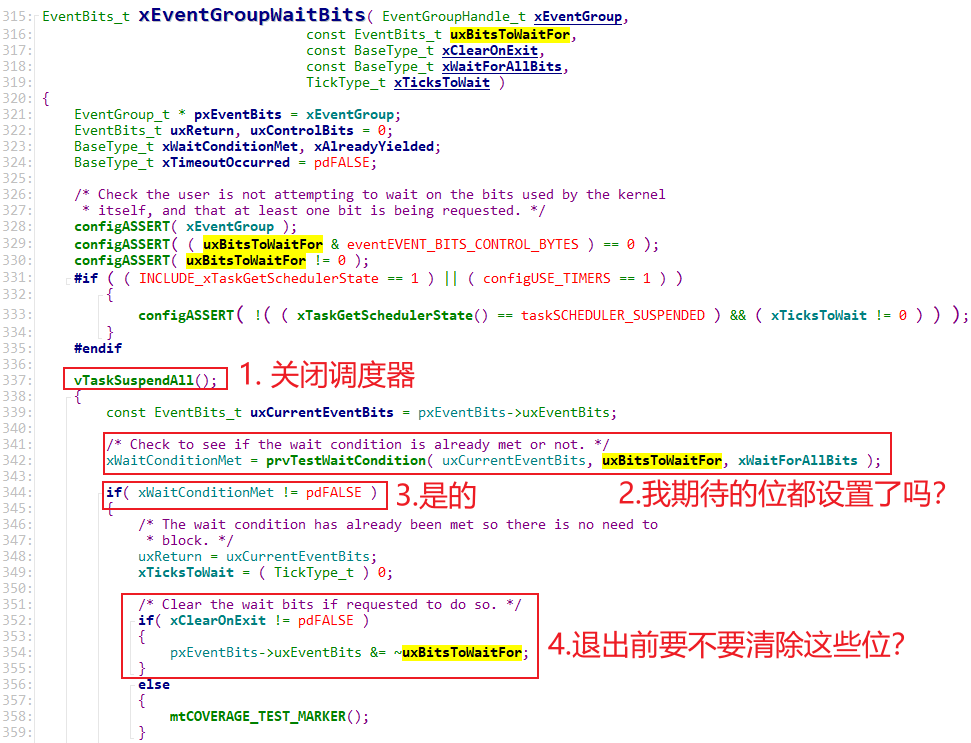 315: EventBits_t xEventGroupWaitBits( EventGroupHandle_t xEventGroup,
316: const EventBits_t uxBitsToWaitFor,
317: const BaseType_t xClearOnExit,
318: const BaseType_t xWaitForAllBits,
319: TickType_t xTicksToWait )
320: {
321: EventGroup_t * pxEventBits = xEventGroup;
322: EventBits_t uxReturn, uxControlBits = 0;
323: BaseType_t xWaitConditionMet, xAlreadyYielded;
324: BaseType_t xTimeoutOccurred = pdFALSE;
325:
326: /* Check the user is not attempting to wait on the bits used by the kernel
327: * itself, and that at least one bit is being requested. */
328: configASSERT( xEventGroup );
329: configASSERT( ( uxBitsToWaitFor & eventEVENT_BITS_CONTROL_BYTES ) == 0 );
330: configASSERT( uxBitsToWaitFor != 0 );
331: #if ( ( INCLUDE_xTaskGetSchedulerState == 1 ) || ( configUSE_TIMERS == 1 ) )
332: {
333: configASSERT( !( ( xTaskGetSchedulerState() == taskSCHEDULER_SUSPENDED ) && ( xTicksToWait != 0 ) ) );
334: }
335: #endif
336:
337: vTaskSuspendAll(); 1. 关闭调度器
338: {
339: const EventBits_t uxCurrentEventBits = pxEventBits->uxEventBits;
340:
341: /* Check to see if the wait condition is already met or not. */
342: xWaitConditionMet = prvTestWaitCondition( uxCurrentEventBits, uxBitsToWaitFor, xWaitForAllBits );
343:
344: if( xWaitConditionMet != pdFALSE ) 3.是的 2.我期待的位都设置了吗?
345: {
346: /* The wait condition has already been met so there is no need to
347: * block. */
348: uxReturn = uxCurrentEventBits;
349: xTicksToWait = ( TickType_t ) 0;
350:
351: /* Clear the wait bits if requested to do so. */
352: if( xClearOnExit != pdFALSE )
353: {
354: pxEventBits->uxEventBits &= ~uxBitsToWaitFor; 4.退出前要不要清除这些位?
355: }
356: else
357: {
358: mtCOVERAGE_TEST_MARKER();
359: }